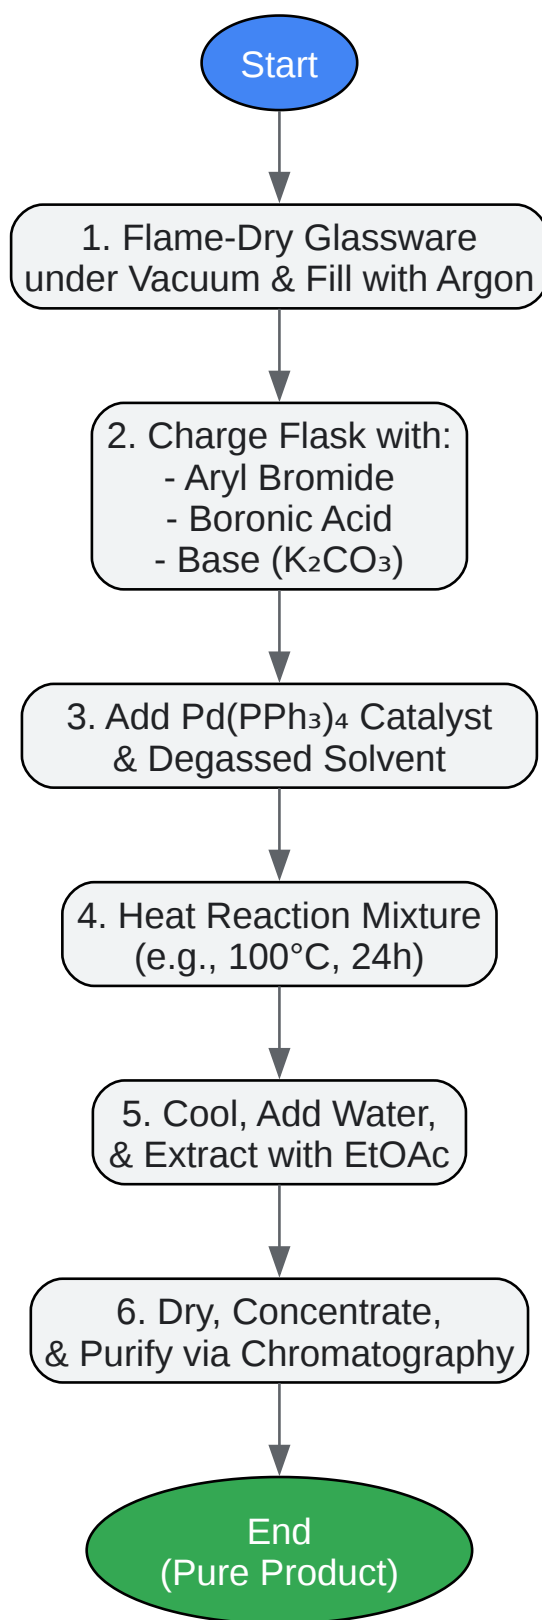 Start
1. Flame-Dry Glassware
under Vacuum & Fill with Argon
2. Charge Flask with:
- Aryl Bromide
- Boronic Acid
- Base (K₂CO₃)
3. Add Pd(PPh₃)₄ Catalyst
& Degassed Solvent
4. Heat Reaction Mixture
(e.g., 100°C, 24h)
5. Cool, Add Water,
& Extract with EtOAc
6. Dry, Concentrate,
& Purify via Chromatography
End
(Pure Product)